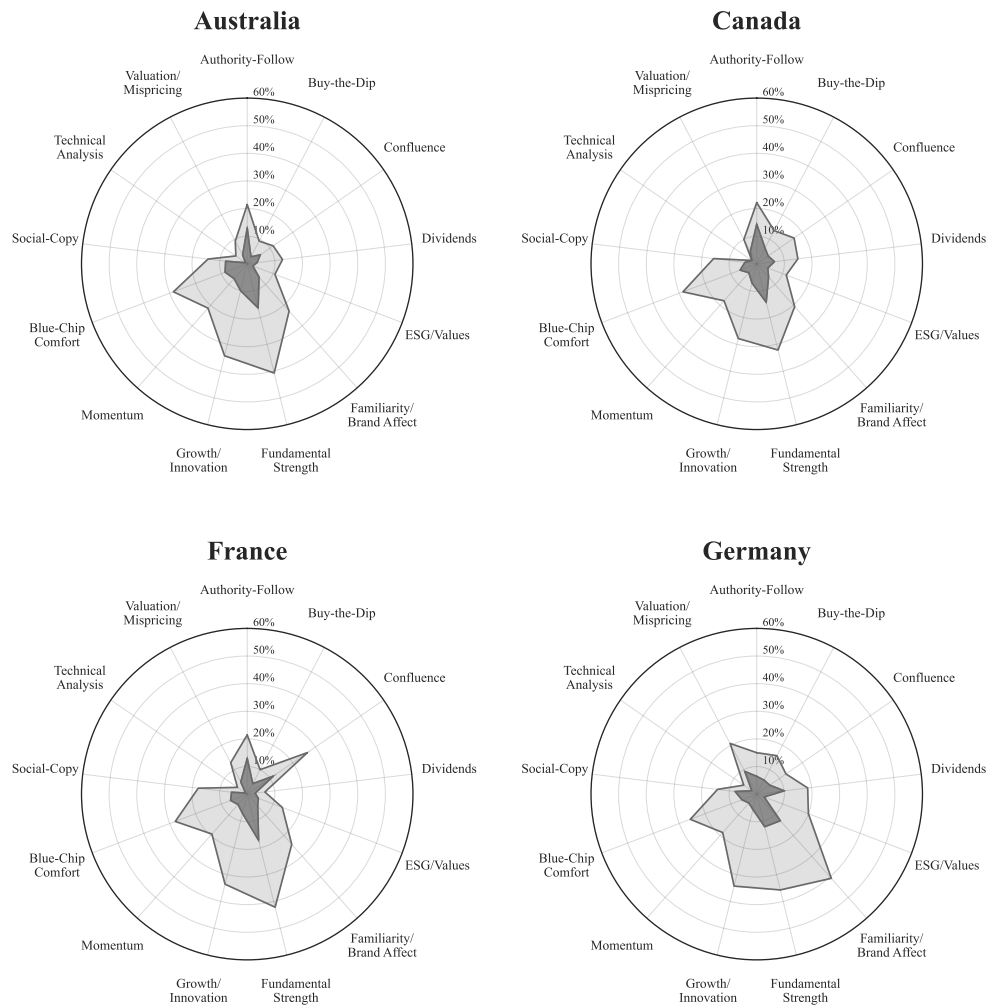 Australia
Authority-Follow
Buy-the-Dip
Confluence
Dividends
ESG/Values
Familiarity/
Brand Affect
Fundamental
Strength
Growth/
Innovation
Momentum
Blue-Chip
Comfort
Social-Copy
Technical
Analysis
Valuation/
Mispricing
60%
50%
40%
30%
20%
10%
Canada
Authority-Follow
Buy-the-Dip
Confluence
Dividends
ESG/Values
Familiarity/
Brand Affect
Fundamental
Strength
Growth/
Innovation
Momentum
Blue-Chip
Comfort
Social-Copy
Technical
Analysis
Valuation/
Mispricing
60%
50%
40%
30%
20%
10%
France
Authority-Follow
Buy-the-Dip
Confluence
Dividends
ESG/Values
Familiarity/
Brand Affect
Fundamental
Strength
Growth/
Innovation
Momentum
Blue-Chip
Comfort
Social-Copy
Technical
Analysis
Valuation/
Mispricing
60%
50%
40%
30%
20%
10%
Germany
Authority-Follow
Buy-the-Dip
Confluence
Dividends
ESG/Values
Familiarity/
Brand Affect
Fundamental
Strength
Growth/
Innovation
Momentum
Blue-Chip
Comfort
Social-Copy
Technical
Analysis
Valuation/
Mispricing
60%
50%
40%
30%
20%
10%